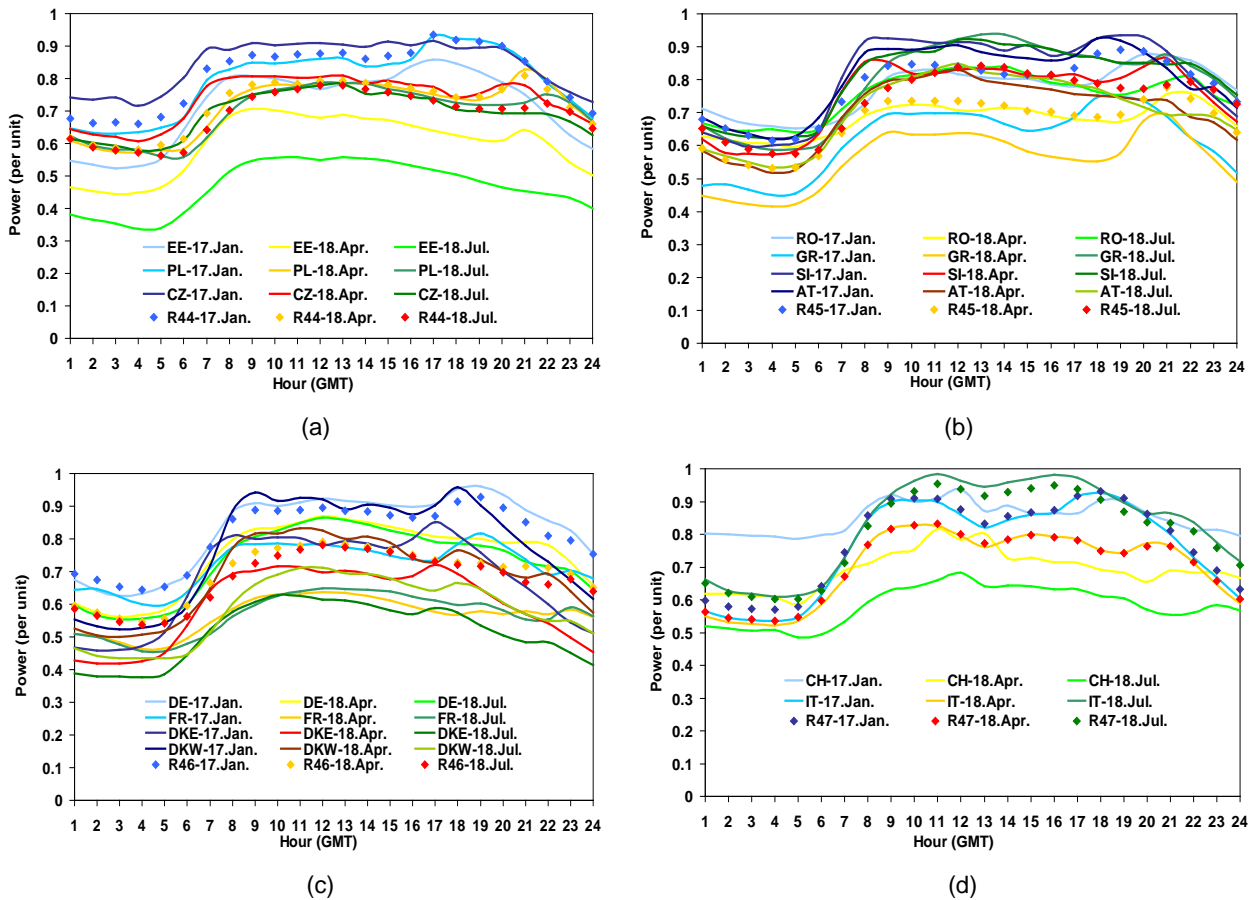 1
0.9
0.8
0.7
0.6
0.5
0.4
0.3
0.2
0.1
0
Power (per unit)
EE-17.Jan. EE-18.Apr. EE-18.Jul.
PL-17.Jan. PL-18.Apr. PL-18.Jul.
CZ-17.Jan. CZ-18.Apr. CZ-18.Jul.
R44-17.Jan. R44-18.Apr. R44-18.Jul.
1 2 3 4 5 6 7 8 9 10 11 12 13 14 15 16 17 18 19 20 21 22 23 24
Hour (GMT)
(a)
1
0.9
0.8
0.7
0.6
0.5
0.4
0.3
0.2
0.1
0
Power (per unit)
RO-17.Jan. RO-18.Apr. RO-18.Jul.
GR-17.Jan. GR-18.Apr. GR-18.Jul.
SI-17.Jan. SI-18.Apr. SI-18.Jul.
AT-17.Jan. AT-18.Apr. AT-18.Jul.
R45-17.Jan. R45-18.Apr. R45-18.Jul.
1 2 3 4 5 6 7 8 9 10 11 12 13 14 15 16 17 18 19 20 21 22 23 24
Hour (GMT)
(b)
1
0.9
0.8
0.7
0.6
0.5
0.4
0.3
0.2
0.1
0
Power (per unit)
DE-17.Jan. DE-18.Apr. DE-18.Jul.
FR-17.Jan. FR-18.Apr. FR-18.Jul.
DKE-17.Jan. DKE-18.Apr. DKE-18.Jul.
DKW-17.Jan. DKW-18.Apr. DKW-18.Jul.
R46-17.Jan. R46-18.Apr. R46-18.Jul.
1 2 3 4 5 6 7 8 9 10 11 12 13 14 15 16 17 18 19 20 21 22 23 24
Hour (GMT)
(c)
1
0.9
0.8
0.7
0.6
0.5
0.4
0.3
0.2
0.1
0
Power (per unit)
CH-17.Jan. CH-18.Apr. CH-18.Jul.
IT-17.Jan. IT-18.Apr. IT-18.Jul.
R47-17.Jan. R47-18.Apr. R47-18.Jul.
1 2 3 4 5 6 7 8 9 10 11 12 13 14 15 16 17 18 19 20 21 22 23 24
Hour (GMT)
(d)